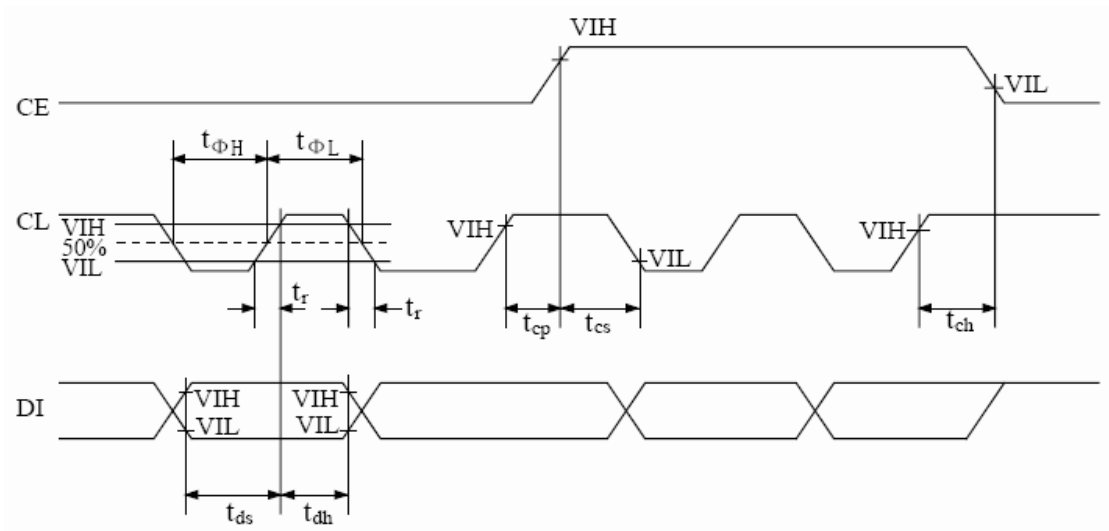 VIH
CE
VIL
tΦH
tΦL
CL
VIH
50%
VIL
VIH
VIL
VIH
tr
tr
tcp
tcs
tch
DI
VIH
VIH
VIL
VIL
tds
tdh